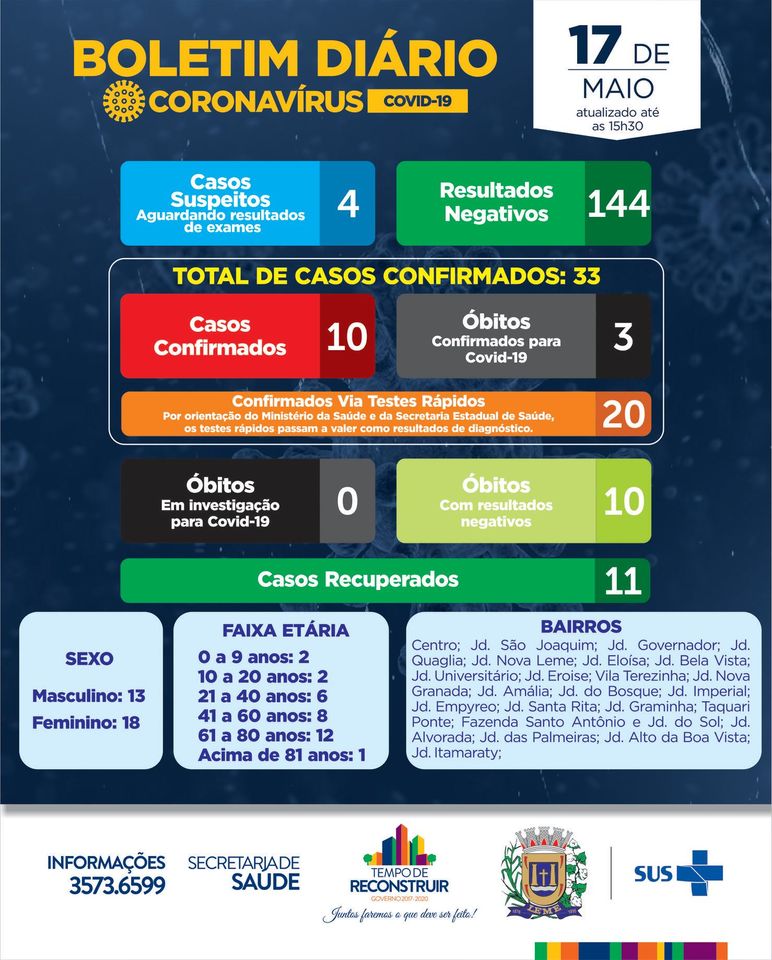 BOLETIM DIÁRIO
CORONAVÍRUS COVID-19
17 DE
MAIO
atualizado até
as 15h30
Casos
Suspeitos
Aguardando resultados
de exames
4
Resultados
Negativos
144
TOTAL DE CASOS CONFIRMADOS: 33
Casos
Confirmados
10
Óbitos
Confirmados para
Covid-19
3
Confirmados Via Testes Rápidos
Por orientação do Ministério da Saúde e da Secretaria Estadual de Saúde,
os testes rápidos passam a valer como resultados de diagnóstico.
20
Óbitos
Em investigação
para Covid-19
0
Óbitos
Com resultados
negativos
10
Casos Recuperados
11
SEXO
Masculino: 13
Feminino: 18
FAIXA ETÁRIA
0 a 9 anos: 2
10 a 20 anos: 2
21 a 40 anos: 6
41 a 60 anos: 8
61 a 80 anos: 12
Acima de 81 anos: 1
BAIRROS
Centro; Jd. São Joaquim; Jd. Governador; Jd.
Quaglia; Jd. Nova Leme; Jd. Eloísa; Jd. Bela Vista;
Jd. Universitário; Jd. Eroise; Vila Terezinha; Jd. Nova
Granada; Jd. Amália; Jd. do Bosque; Jd. Imperial;
Jd. Empyreo; Jd. Santa Rita; Jd. Graminha; Taquari
Ponte; Fazenda Santo Antônio e Jd. do Sol; Jd.
Alvorada; Jd. das Palmeiras; Jd. Alto da Boa Vista;
Jd. Itamaraty;
INFORMAÇÕES
3573.6599
SECRETARIA DE
SAÚDE
TEMPO DE
RECONSTRUIR
GOVERNO 2017-2020
Juntos faremos o que deve ser feito!
LEME
SUS